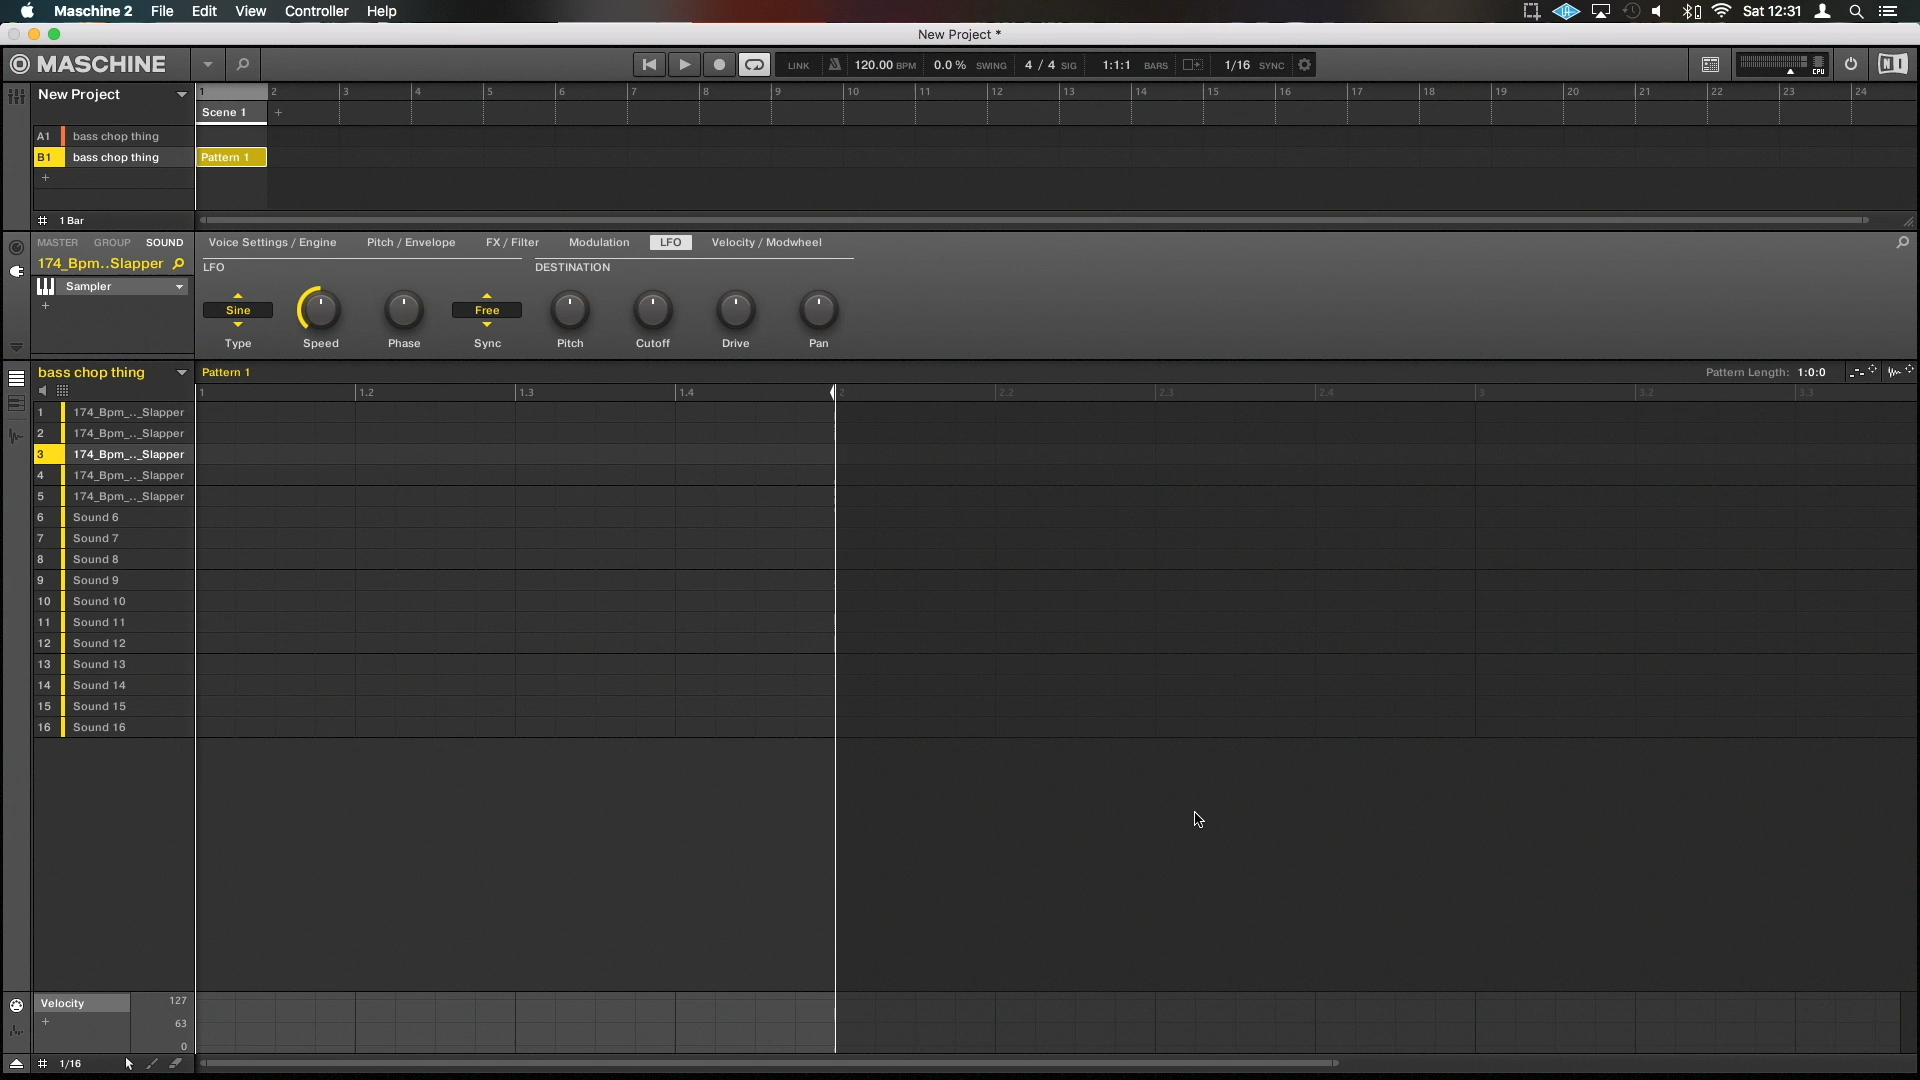 Maschine 2 File Edit View Controller Help Sat 12:31
New Project *
MASCHINE LINK 120.00 BPM 0.0 % SWING 4 / 4 SIG 1:1:1 BARS 1/16 SYNC CPU NI
New Project 1 2 3 4 5 6 7 8 9 10 11 12 13 14 15 16 17 18 19 20 21 22 23 24
Scene 1 +
A1 bass chop thing
B1 bass chop thing Pattern 1
+
1 Bar
MASTER GROUP SOUND Voice Settings / Engine Pitch / Envelope FX / Filter Modulation LFO Velocity / Modwheel
174_Bpm..Slapper LFO DESTINATION
Sampler
+ Sine Free
Type Speed Phase Sync Pitch Cutoff Drive Pan
bass chop thing Pattern 1 Pattern Length: 1:0:0
1 1.2 1.3 1.4 2 2.2 2.3 2.4 3 3.2 3.3
1 174_Bpm_.._Slapper
2 174_Bpm_.._Slapper
3 174_Bpm_.._Slapper
4 174_Bpm_.._Slapper
5 174_Bpm_.._Slapper
6 Sound 6
7 Sound 7
8 Sound 8
9 Sound 9
10 Sound 10
11 Sound 11
12 Sound 12
13 Sound 13
14 Sound 14
15 Sound 15
16 Sound 16
Velocity 127
+ 63
0
1/16